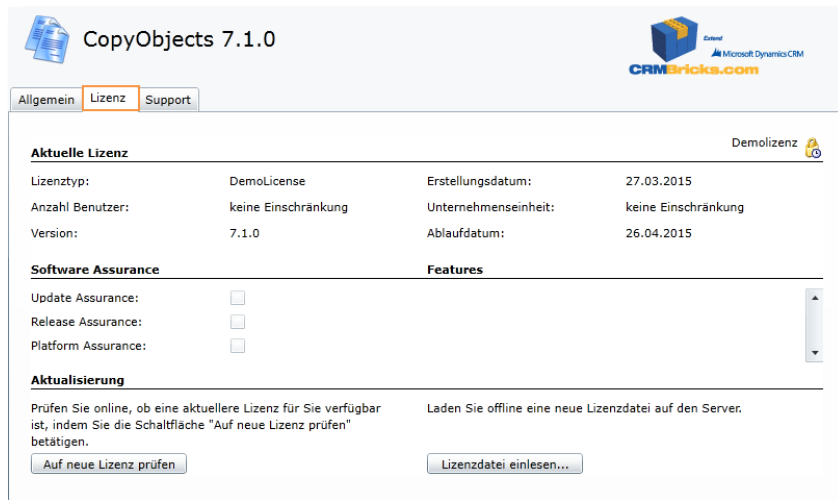 CopyObjects 7.1.0
Extend
Microsoft Dynamics CRM
CRMBricks.com
Allgemein Lizenz Support
Demolizenz
Aktuelle Lizenz
Lizenztyp: DemoLicense Erstellungsdatum: 27.03.2015
Anzahl Benutzer: keine Einschränkung Unternehmenseinheit: keine Einschränkung
Version: 7.1.0 Ablaufdatum: 26.04.2015
Software Assurance Features
Update Assurance:
Release Assurance:
Platform Assurance:
Aktualisierung
Prüfen Sie online, ob eine aktuellere Lizenz für Sie verfügbar
ist, indem Sie die Schaltfläche "Auf neue Lizenz prüfen"
betätigen.
Laden Sie offline eine neue Lizenzdatei auf den Server.
Auf neue Lizenz prüfen Lizenzdatei einlesen...